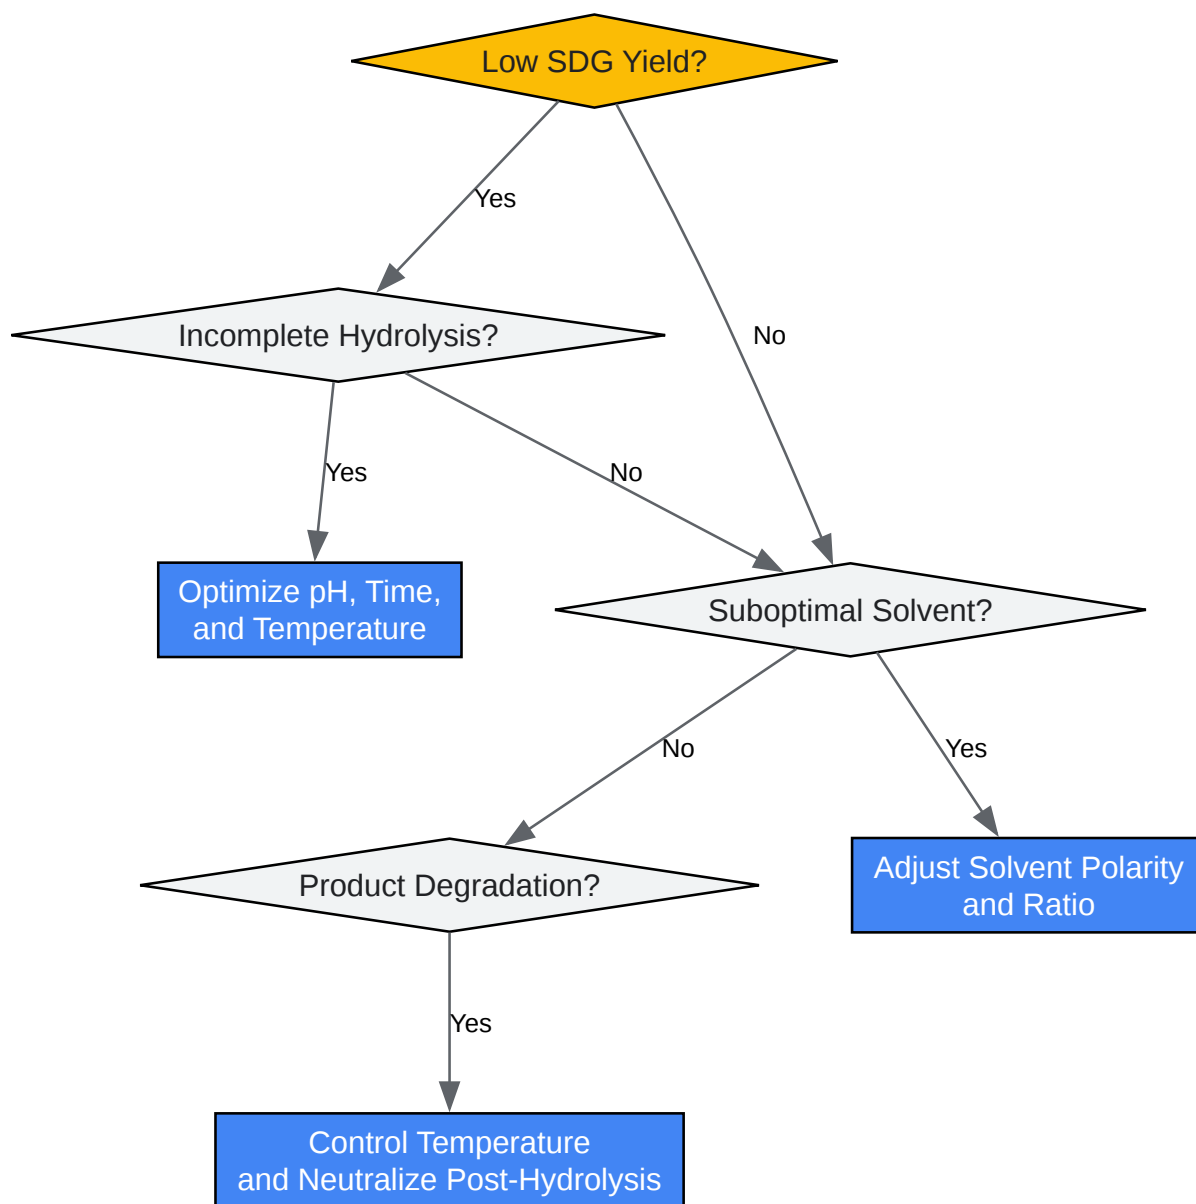 Low SDG Yield?
Yes
No
Incomplete Hydrolysis?
Yes
No
Optimize pH, Time,
and Temperature
Suboptimal Solvent?
No
Yes
Product Degradation?
Adjust Solvent Polarity
and Ratio
Yes
Control Temperature
and Neutralize Post-Hydrolysis